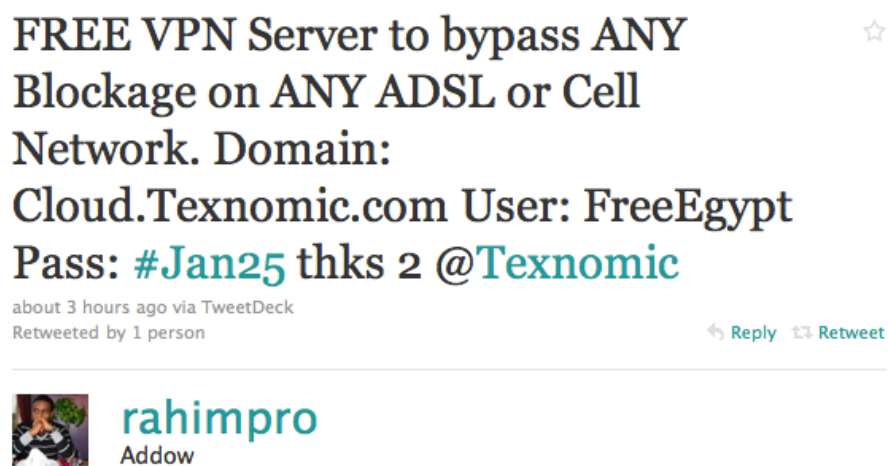 FREE VPN Server to bypass ANY
Blockage on ANY ADSL or Cell
Network. Domain:
Cloud.Texnomic.com User: FreeEgypt
Pass: #Jan25 thks 2 @Texnomic
about 3 hours ago via TweetDeck
Retweeted by 1 person
Reply Retweet
rahimpro
Addow